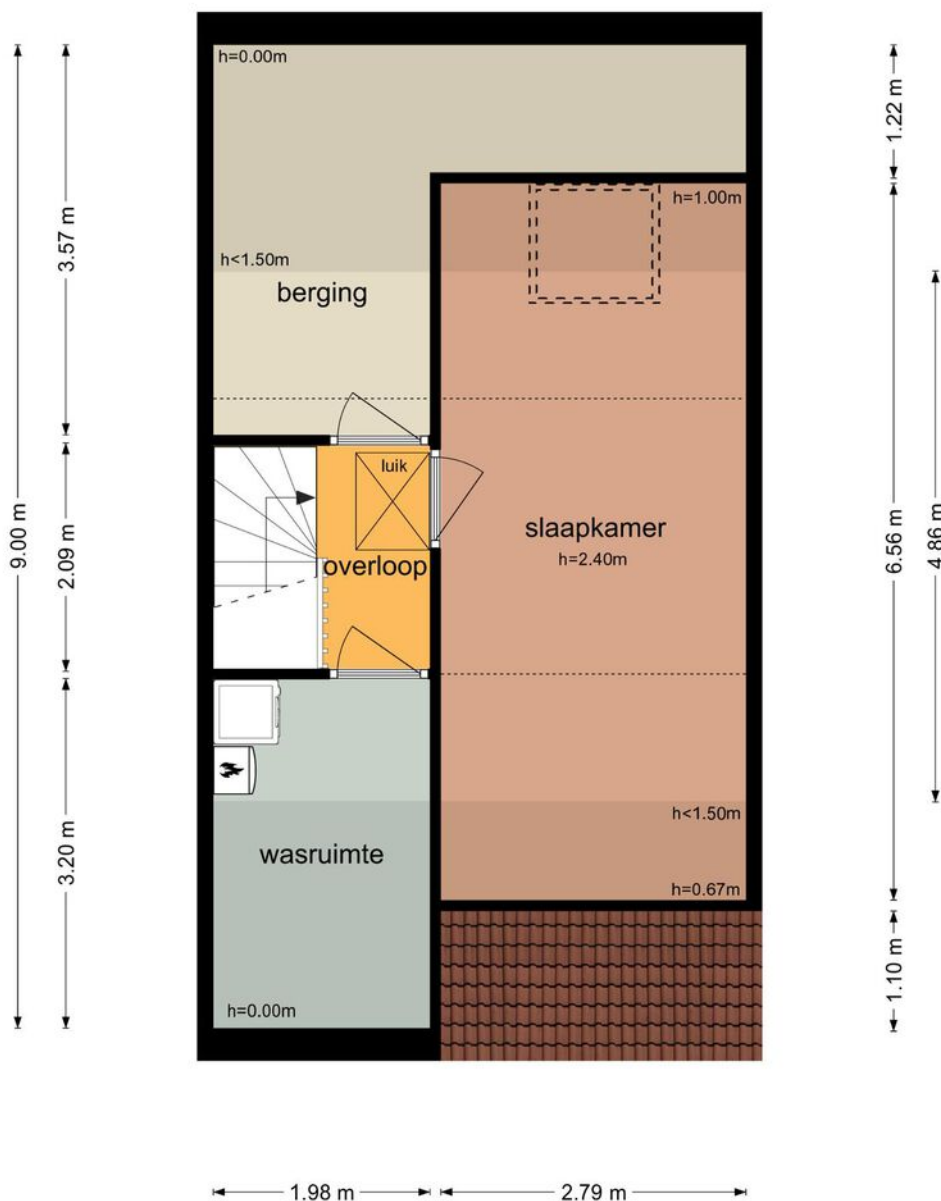 h=0.00m
1.22 m
h=1.00m
3.57 m
h<1.50m
berging
luik
9.00 m
2.09 m
overloop
slaapkamer
h=2.40m
6.56 m
4.86 m
3.20 m
wasruimte
h<1.50m
h=0.67m
1.10 m
h=0.00m
1.98 m
2.79 m